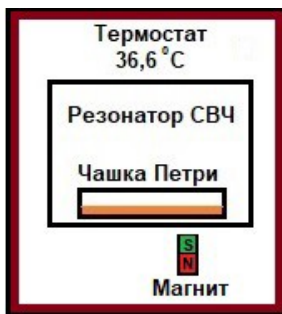 Термостат
36,6 °C
Резонатор СВЧ
Чашка Петри
S
N
Магнит